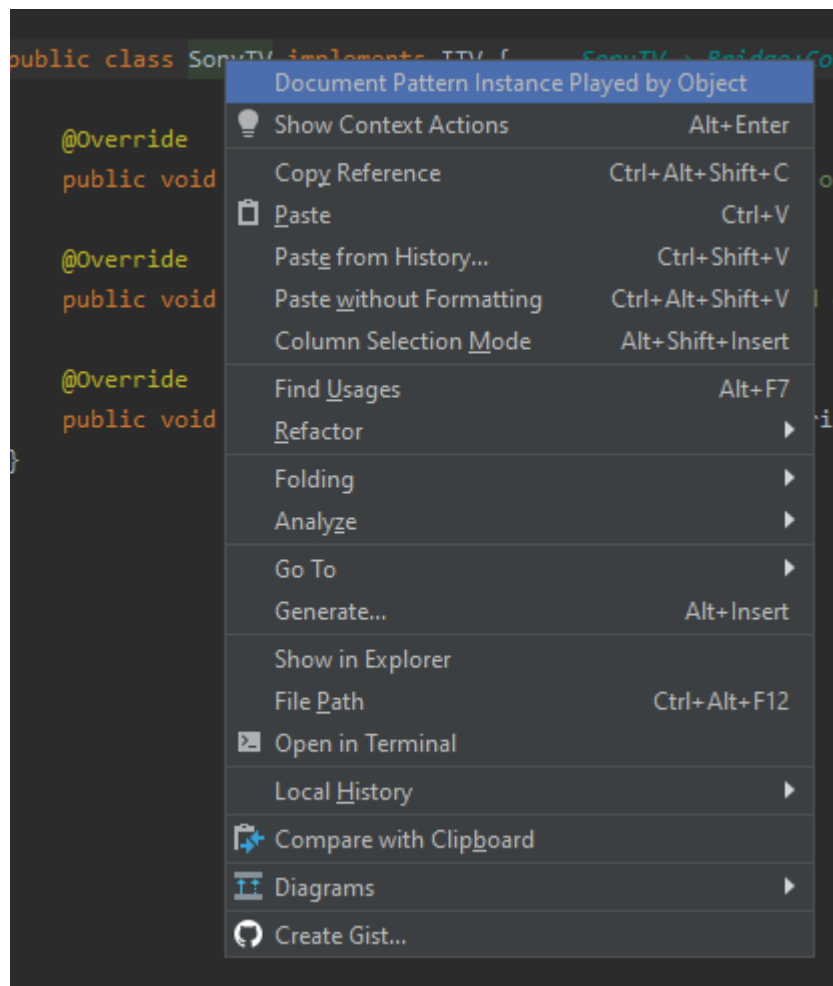 public class SonyTV implements ITV { SonyTV > Bridge:Co
Document Pattern Instance Played by Object
Show Context Actions Alt+Enter
@Override
Copy Reference Ctrl+Alt+Shift+C
public void
Paste Ctrl+V
@Override
Paste from History... Ctrl+Shift+V
public void
Paste without Formatting Ctrl+Alt+Shift+V
Column Selection Mode Alt+Shift+Insert
@Override
Find Usages Alt+F7
public void
Refactor
}
Folding
Analyze
Go To
Generate... Alt+Insert
Show in Explorer
File Path Ctrl+Alt+F12
Open in Terminal
Local History
Compare with Clipboard
Diagrams
Create Gist...